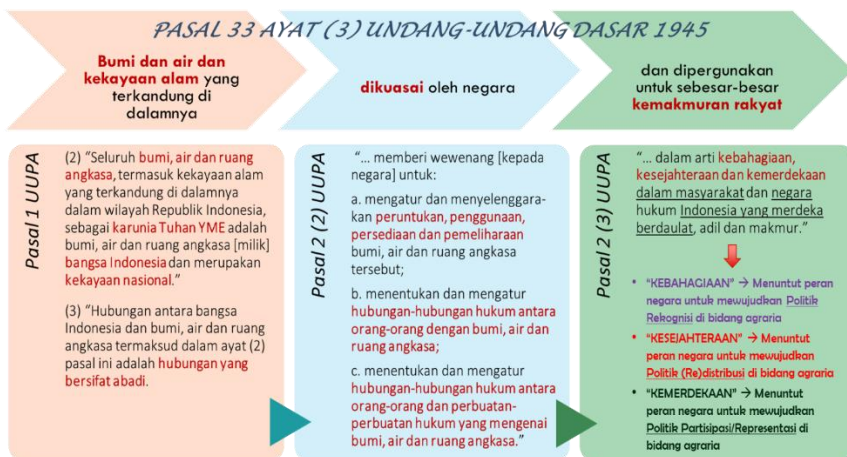 PASAL 33 AYAT (3) UNDANG-UNDANG DASAR 1945
Bumi dan air dan
kekayaan alam yang
terkandung di
dalamnya
dikuasai oleh negara
dan dipergunakan
untuk sebesar-besar
kemakmuran rakyat
Pasal 1 UUPA
(2) “Seluruh bumi, air dan ruang
angkasa, termasuk kekayaan alam
yang terkandung di dalamnya
dalam wilayah Republik Indonesia,
sebagai karunia Tuhan YME adalah
bumi, air dan ruang angkasa [milik]
bangsa Indonesia dan merupakan
kekayaan nasional.”
(3) “Hubungan antara bangsa
Indonesia dan bumi, air dan ruang
angkasa termaksud dalam ayat (2)
pasal ini adalah hubungan yang
bersifat abadi.
Pasal 2 (2) UUPA
“... memberi wewenang [kepada
negara] untuk:
a. mengatur dan menyelenggara-
kan peruntukan, penggunaan,
persediaan dan pemeliharaan
bumi, air dan ruang angkasa
tersebut;
b. menentukan dan mengatur
hubungan-hubungan hukum antara
orang-orang dengan bumi, air dan
ruang angkasa;
c. menentukan dan mengatur
hubungan-hubungan hukum antara
orang-orang dan perbuatan-
perbuatan hukum yang mengenai
bumi, air dan ruang angkasa.”
Pasal 2 (3) UUPA
“... dalam arti kebahagiaan,
kesejahteraan dan kemerdekaan
dalam masyarakat dan negara
hukum Indonesia yang merdeka
berdaulat, adil dan makmur.”
• “KEBAHAGIAAN” → Menuntut peran
negara untuk mewujudkan Politik
Rekognisi di bidang agraria
• “KESEJAHTERAAN” → Menuntut
peran negara untuk mewujudkan
Politik (Re)distribusi di bidang agraria
• “KEMERDEKAAN” → Menuntut
peran negara untuk mewujudkan
Politik Partisipasi/Representasi di
bidang agraria